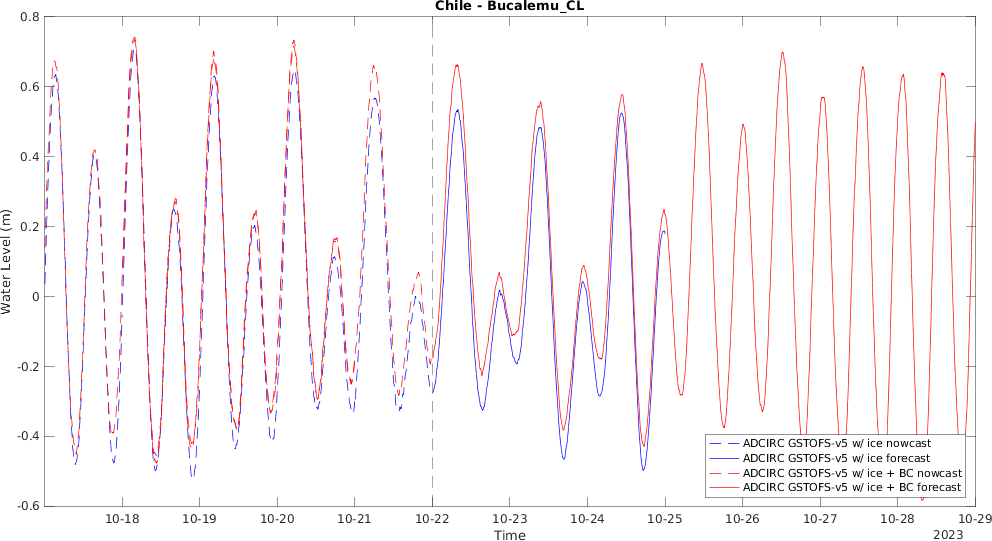 Chile - Bucalemu_CL
0.8
0.6
0.4
0.2
0
-0.2
-0.4
-0.6
Water Level (m)
ADCIRC GSTOFS-v5 w/ ice nowcast
ADCIRC GSTOFS-v5 w/ ice forecast
ADCIRC GSTOFS-v5 w/ ice + BC nowcast
ADCIRC GSTOFS-v5 w/ ice + BC forecast
10-18 10-19 10-20 10-21 10-22 10-23 10-24 10-25 10-26 10-27 10-28 10-29
Time
2023